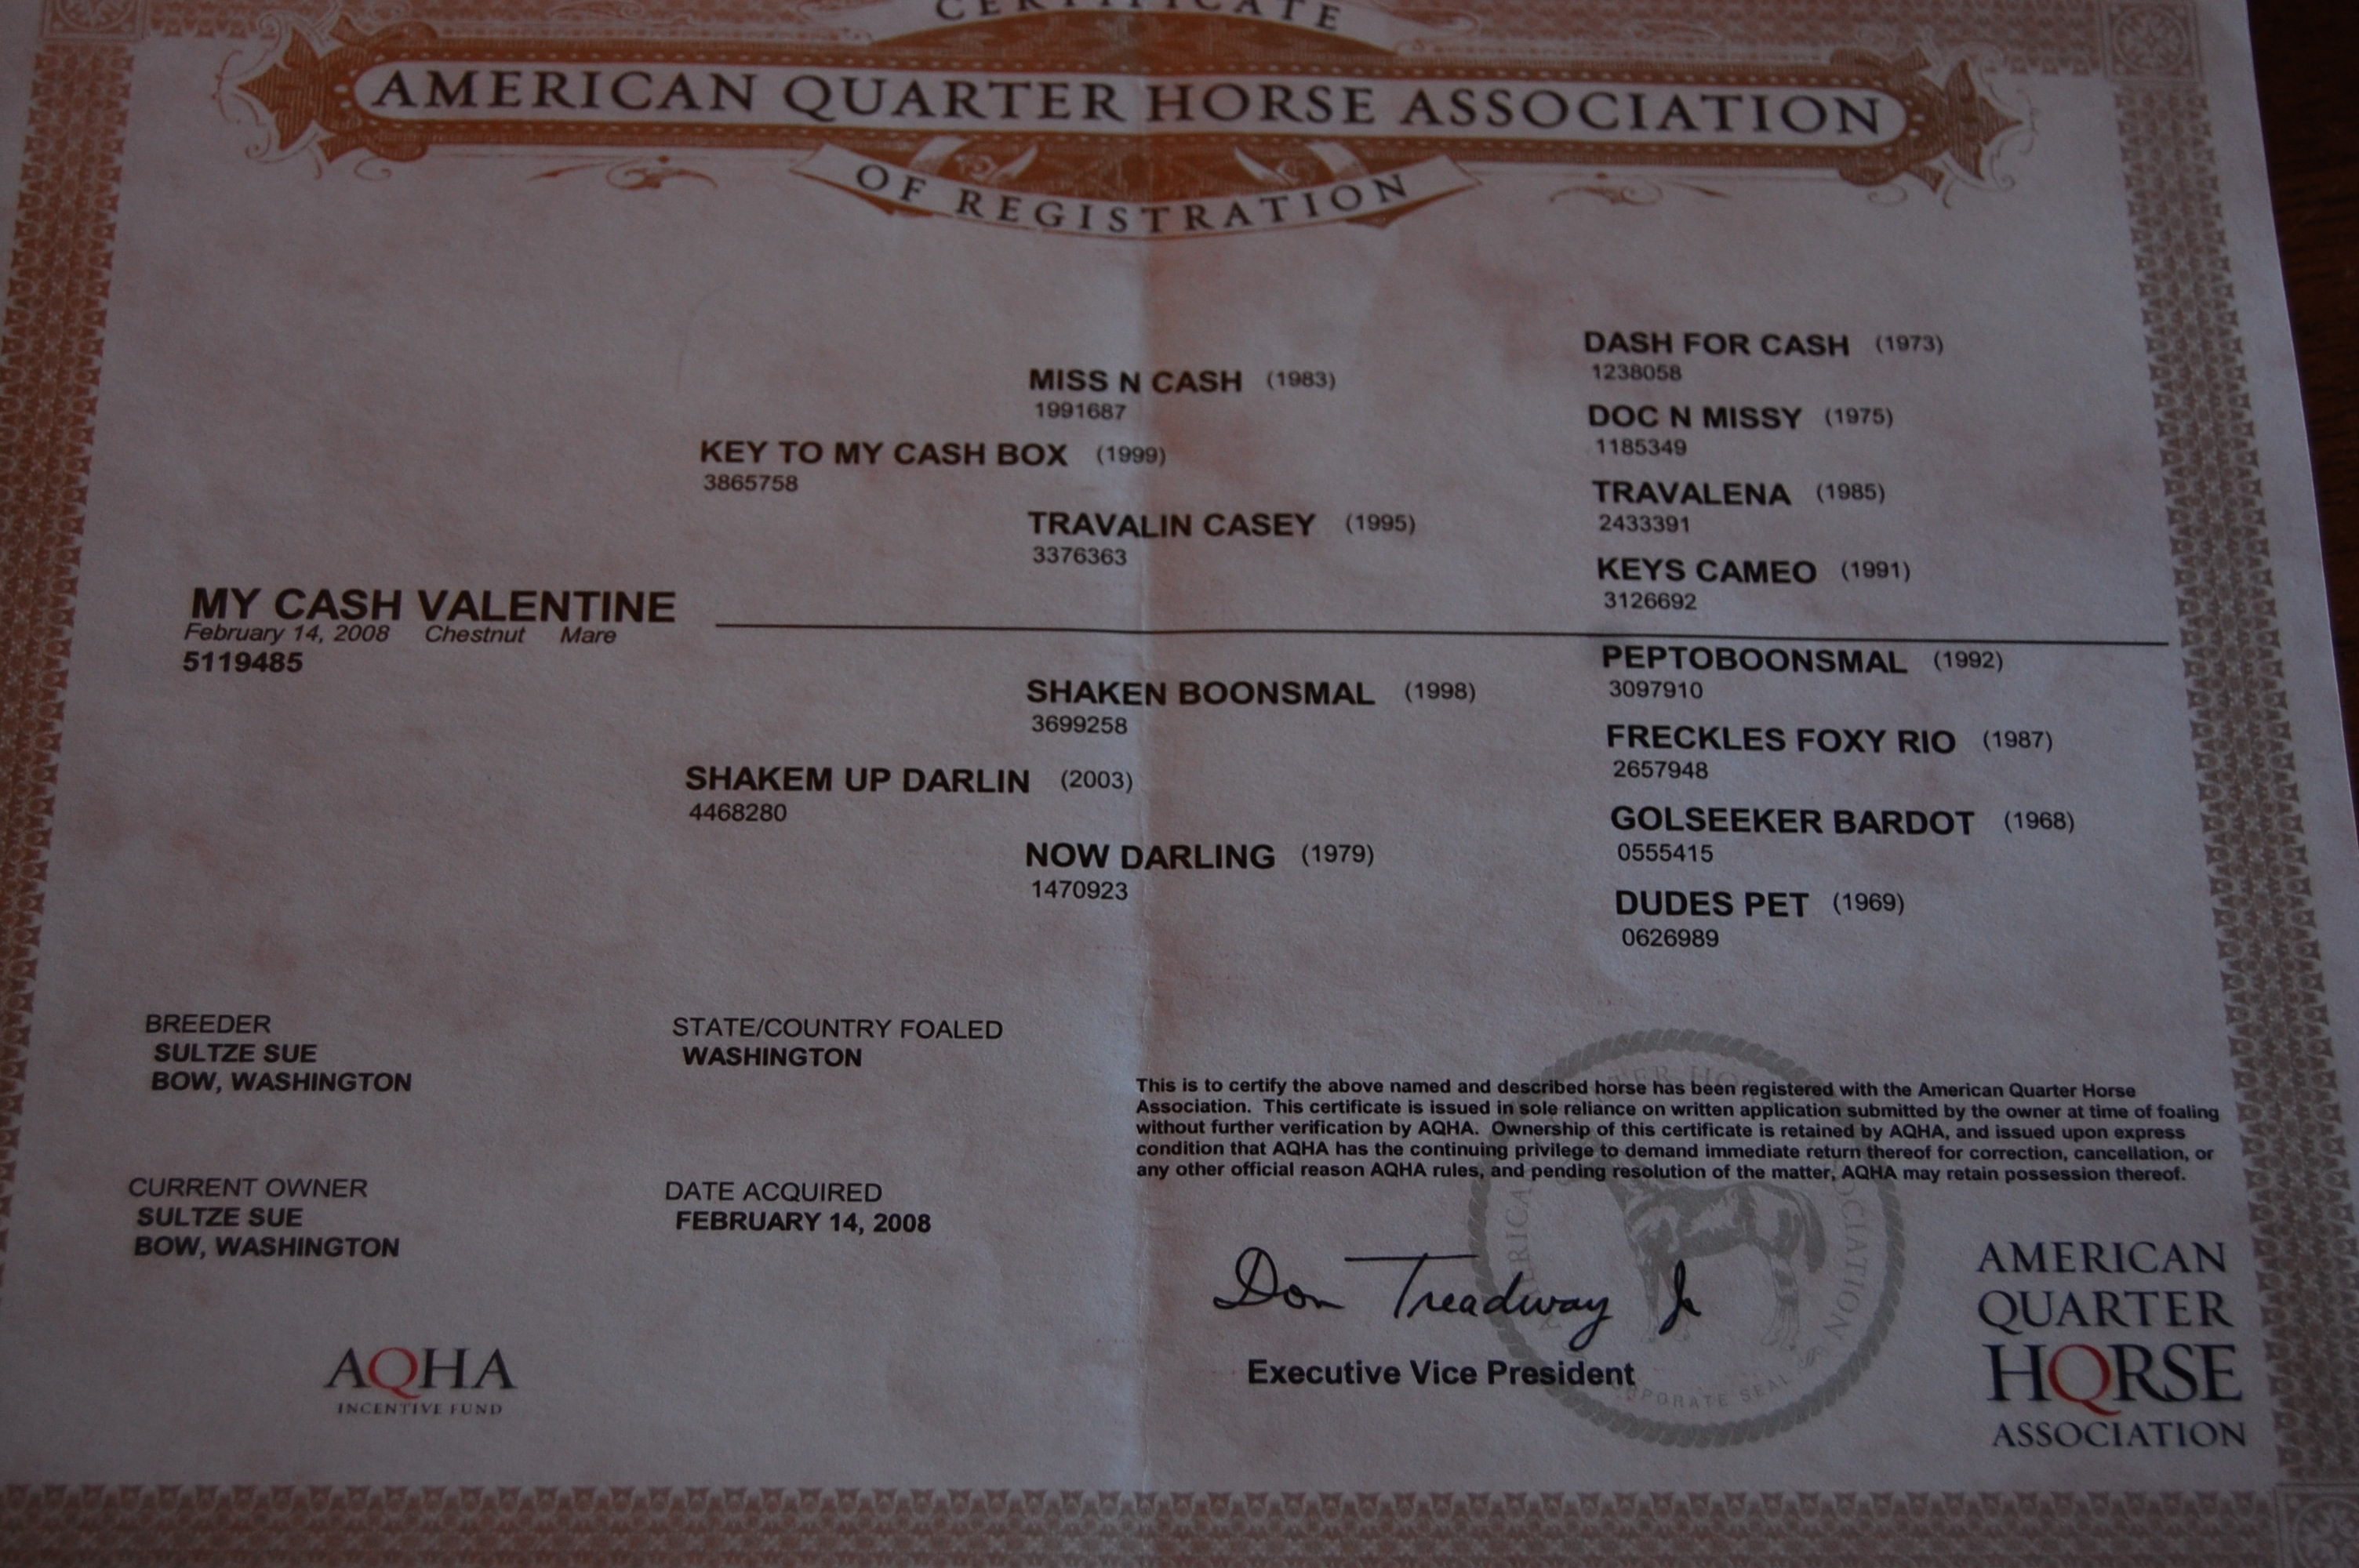 CERTIFICATE
AMERICAN QUARTER HORSE ASSOCIATION
OF REGISTRATION
DASH FOR CASH (1973)
1238058
MISS N CASH (1983)
1991687
DOC N MISSY (1975)
1185349
KEY TO MY CASH BOX (1999)
3865758
TRAVALENA (1985)
2433391
TRAVALIN CASEY (1995)
3376363
KEYS CAMEO (1991)
3126692
MY CASH VALENTINE
February 14, 2008 Chestnut Mare
5119485
PEPTOBOONSMAL (1992)
3097910
SHAKEN BOONSMAL (1998)
3699258
FRECKLES FOXY RIO (1987)
2657948
SHAKEM UP DARLIN (2003)
4468280
GOLSEEKER BARDOT (1968)
0555415
NOW DARLING (1979)
1470923
DUDES PET (1969)
0626989
BREEDER
SULTZE SUE
BOW, WASHINGTON
STATE/COUNTRY FOALED
WASHINGTON
CURRENT OWNER
SULTZE SUE
BOW, WASHINGTON
DATE ACQUIRED
FEBRUARY 14, 2008
This is to certify the above named and described horse has been registered with the American Quarter Horse
Association. This certificate is issued in sole reliance on written application submitted by the owner at time of foaling
without further verification by AQHA. Ownership of this certificate is retained by AQHA, and issued upon express
condition that AQHA has the continuing privilege to demand immediate return thereof for correction, cancellation, or
any other official reason AQHA rules, and pending resolution of the matter, AQHA may retain possession thereof.
Don Treadway Jr
Executive Vice President
CORPORATE SEAL
AQHA
INCENTIVE FUND
AMERICAN
QUARTER
HORSE
ASSOCIATION